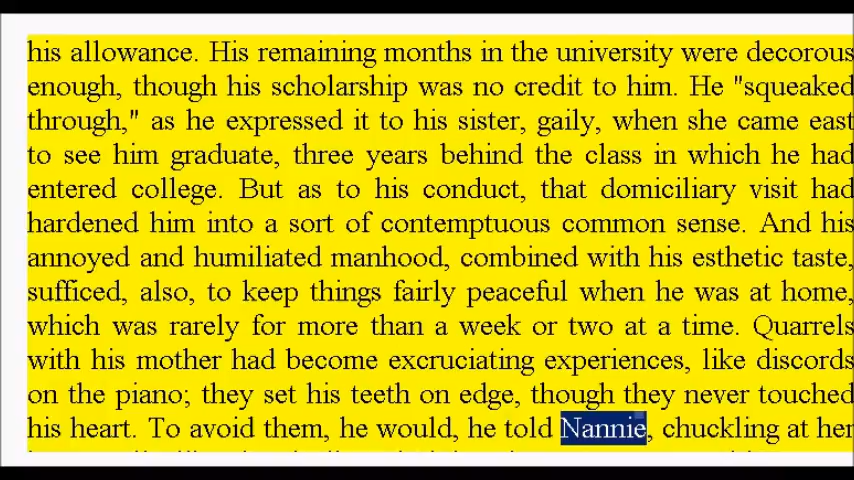 his allowance. His remaining months in the university were decorous
enough, though his scholarship was no credit to him. He "squeaked
through," as he expressed it to his sister, gaily, when she came east
to see him graduate, three years behind the class in which he had
entered college. But as to his conduct, that domiciliary visit had
hardened him into a sort of contemptuous common sense. And his
annoyed and humiliated manhood, combined with his esthetic taste,
sufficed, also, to keep things fairly peaceful when he was at home,
which was rarely for more than a week or two at a time. Quarrels
with his mother had become excruciating experiences, like discords
on the piano; they set his teeth on edge, though they never touched
his heart. To avoid them, he would, he told Nannie, chuckling at her